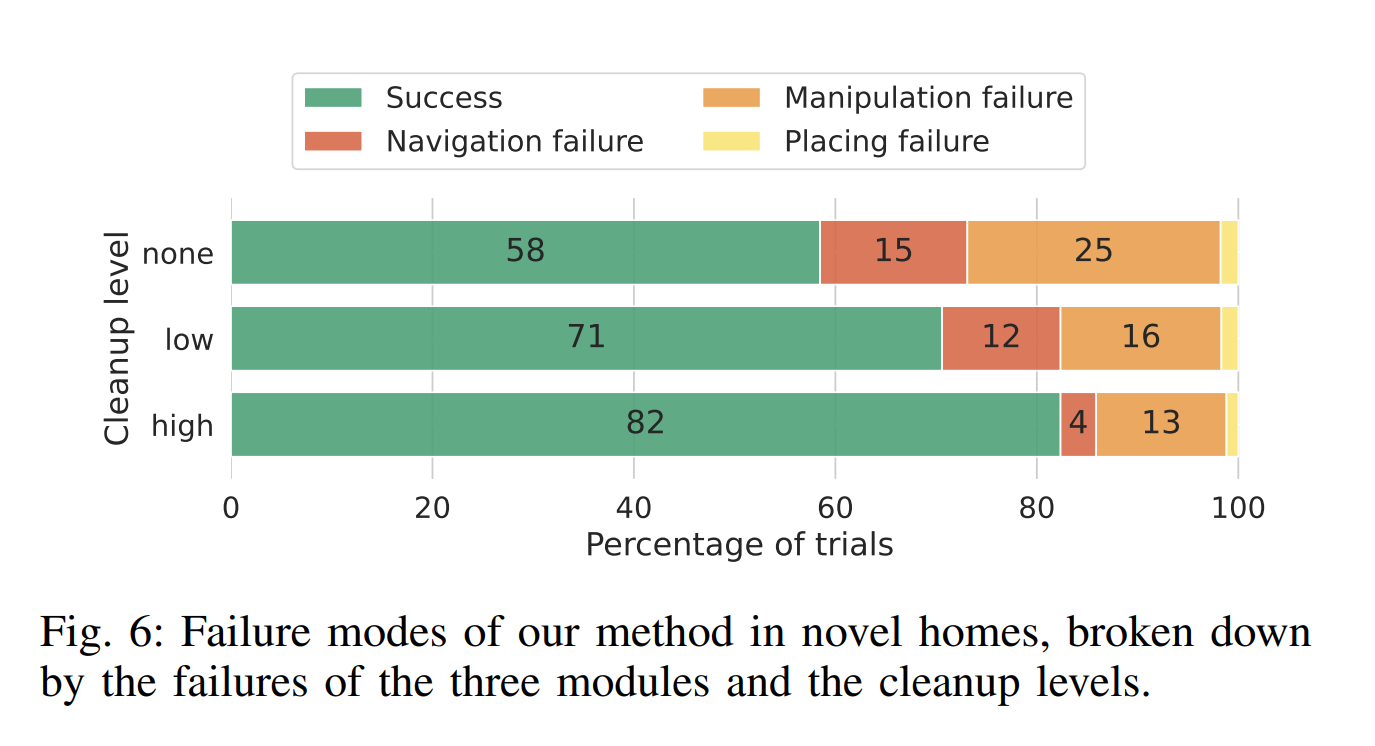 Success
Manipulation failure
Navigation failure
Placing failure
Cleanup level
none
58
15
25
low
71
12
16
high
82
4
13
0 20 40 60 80 100
Percentage of trials
Fig. 6: Failure modes of our method in novel homes, broken down
by the failures of the three modules and the cleanup levels.